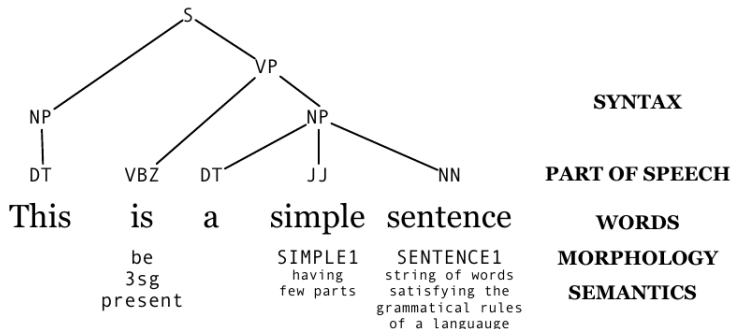 S
VP
SYNTAX
NP NP
DT VBZ DT JJ NN PART OF SPEECH
This is a simple sentence WORDS
be SIMPLE1 SENTENCE1 MORPHOLOGY
3sg having string of words
present few parts satisfying the SEMANTICS
grammatical rules
of a languauge